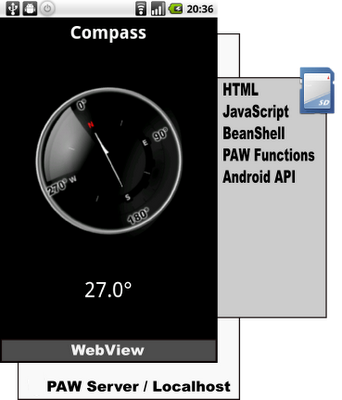 20:36
Compass
0°
N
E
90°
270°
W
S
180°
27.0°
WebView
HTML
JavaScript
BeanShell
PAW Functions
Android API
SD
PAW Server / Localhost